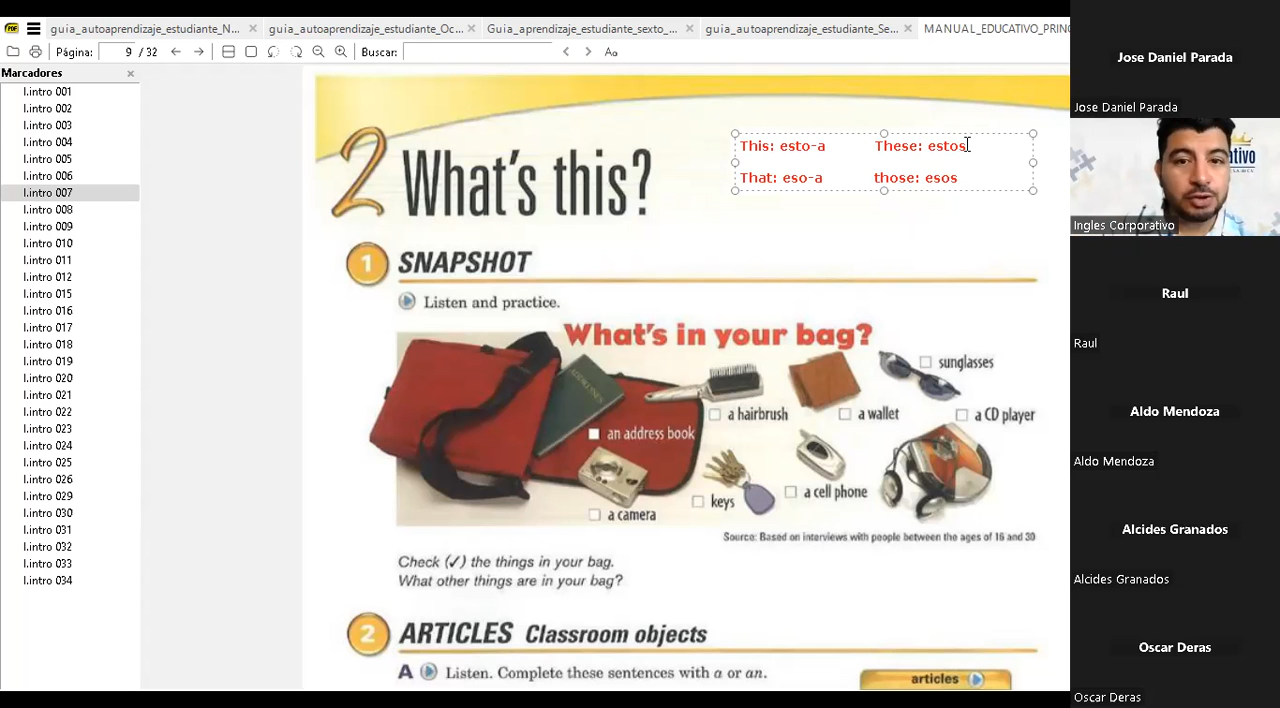 guia_autoaprendizaje_estudiante_N...
guia_autoaprendizaje_estudiante_Oc...
Guia_aprendizaje_estudiante_sexto_...
guia_autoaprendizaje_estudiante_Se...
MANUAL_EDUCATIVO_PRINC
Página: 9 / 32
Buscar:
Aa
Marcadores
I.intro 001
I.intro 002
I.intro 003
I.intro 004
I.intro 005
I.intro 006
I.intro 007
I.intro 008
I.intro 009
I.intro 010
I.intro 011
I.intro 012
I.intro 015
I.intro 016
I.intro 017
I.intro 018
I.intro 019
I.intro 020
I.intro 021
I.intro 022
I.intro 023
I.intro 024
I.intro 025
I.intro 026
I.intro 029
I.intro 030
I.intro 031
I.intro 032
I.intro 033
I.intro 034
2 What's this?
This: esto-a These: estos
That: eso-a those: esos
1 SNAPSHOT
Listen and practice.
What's in your bag?
sunglasses
a hairbrush
a wallet
a CD player
an address book
a cell phone
keys
a camera
Source: Based on interviews with people between the ages of 16 and 30
Check (✓) the things in your bag.
What other things are in your bag?
2 ARTICLES Classroom objects
A Listen. Complete these sentences with a or an.
articles
Jose Daniel Parada
Jose Daniel Parada
Ingles Corporativo
Raul
Raul
Aldo Mendoza
Aldo Mendoza
Alcides Granados
Alcides Granados
Oscar Deras
Oscar Deras